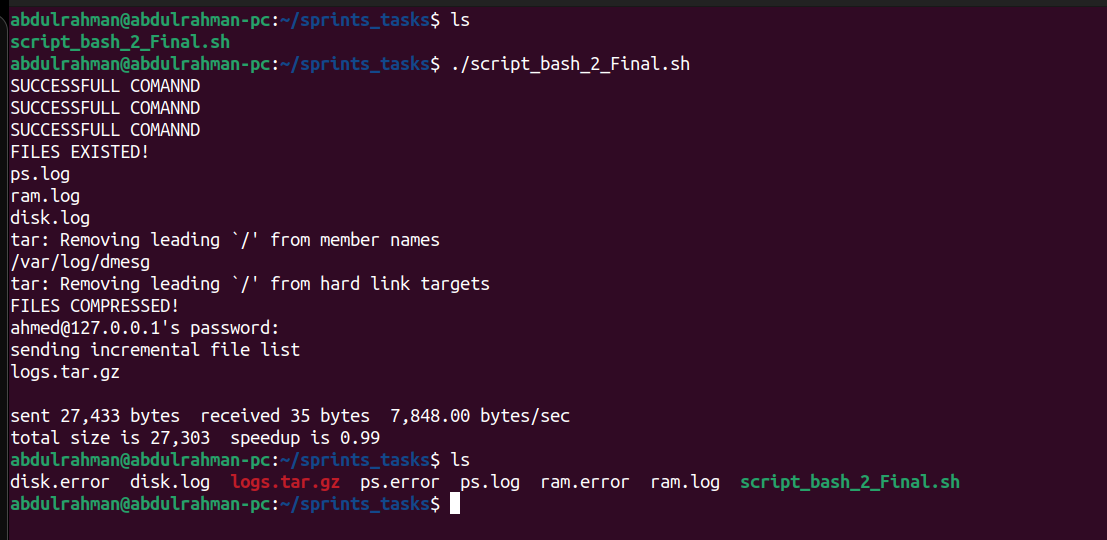 abdulrahman@abdulrahman-pc:~/sprints_tasks$ ls
script_bash_2_Final.sh
abdulrahman@abdulrahman-pc:~/sprints_tasks$ ./script_bash_2_Final.sh
SUCCESSFULL COMANND
SUCCESSFULL COMANND
SUCCESSFULL COMANND
FILES EXISTED!
ps.log
ram.log
disk.log
tar: Removing leading `/' from member names
/var/log/dmesg
tar: Removing leading `/' from hard link targets
FILES COMPRESSED!
ahmed@127.0.0.1's password:
sending incremental file list
logs.tar.gz

sent 27,433 bytes  received 35 bytes  7,848.00 bytes/sec
total size is 27,303  speedup is 0.99
abdulrahman@abdulrahman-pc:~/sprints_tasks$ ls
disk.error  disk.log  logs.tar.gz  ps.error  ps.log  ram.error  ram.log  script_bash_2_Final.sh
abdulrahman@abdulrahman-pc:~/sprints_tasks$